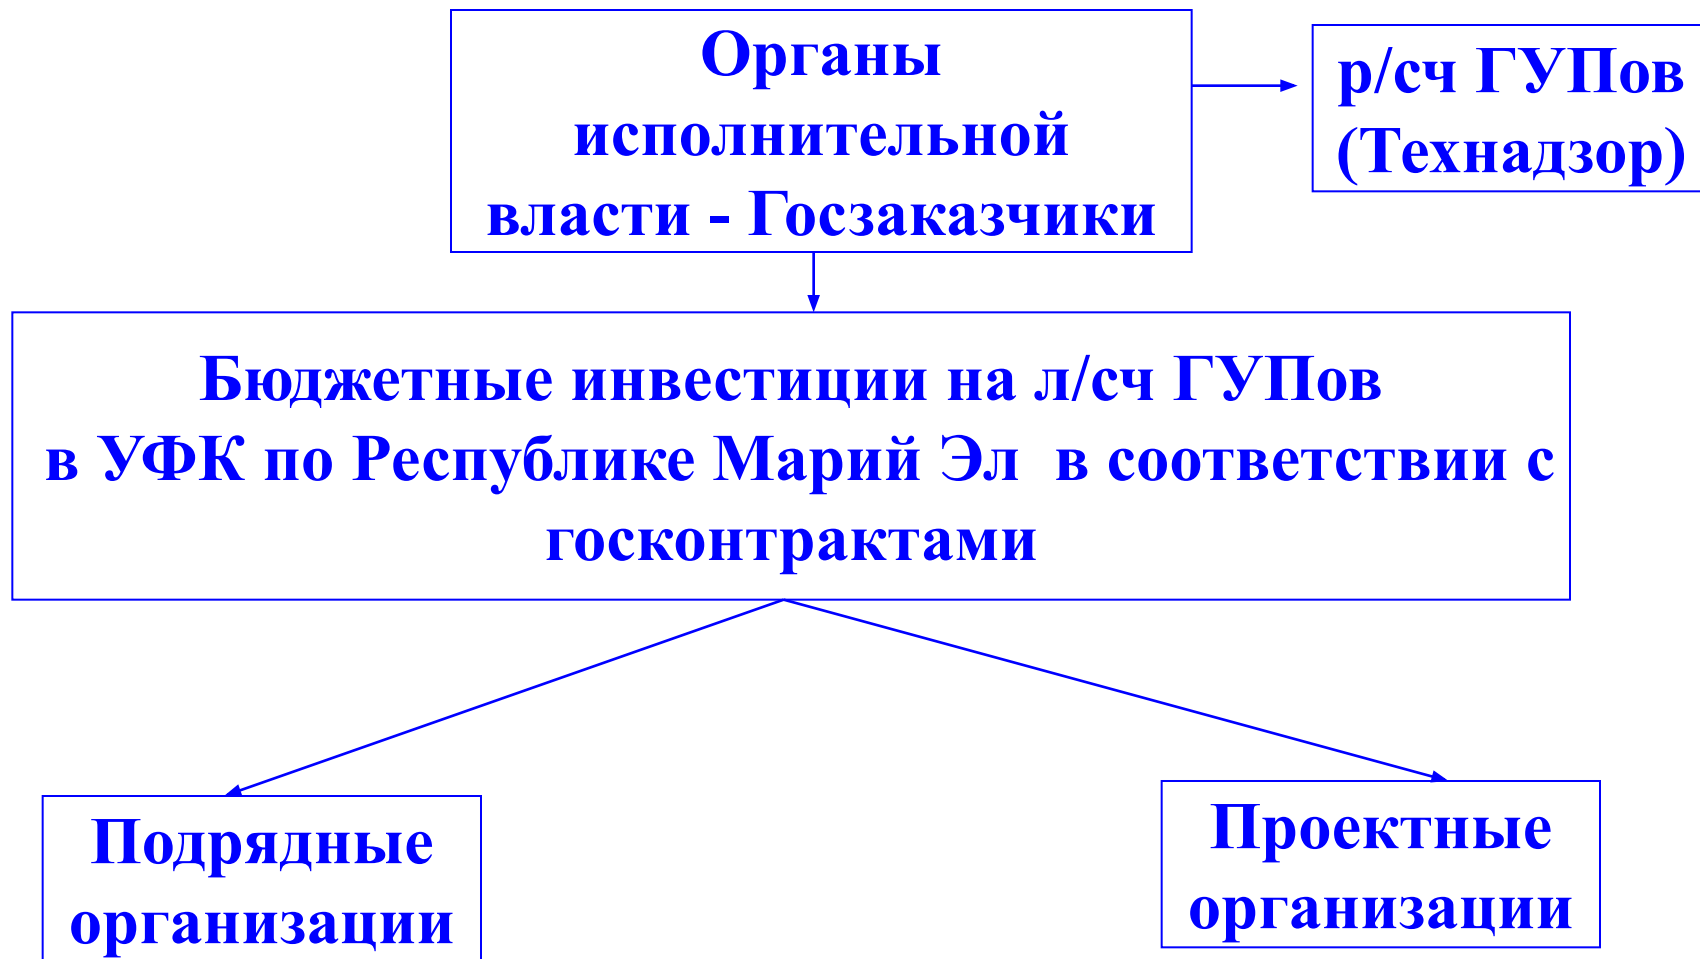 Органы
исполнительной
власти - Госзаказчики
р/сч ГУПов
(Технадзор)
Бюджетные инвестиции на л/сч ГУПов
в УФК по Республике Марий Эл в соответствии с
госконтрактами
Подрядные
организации
Проектные
организации